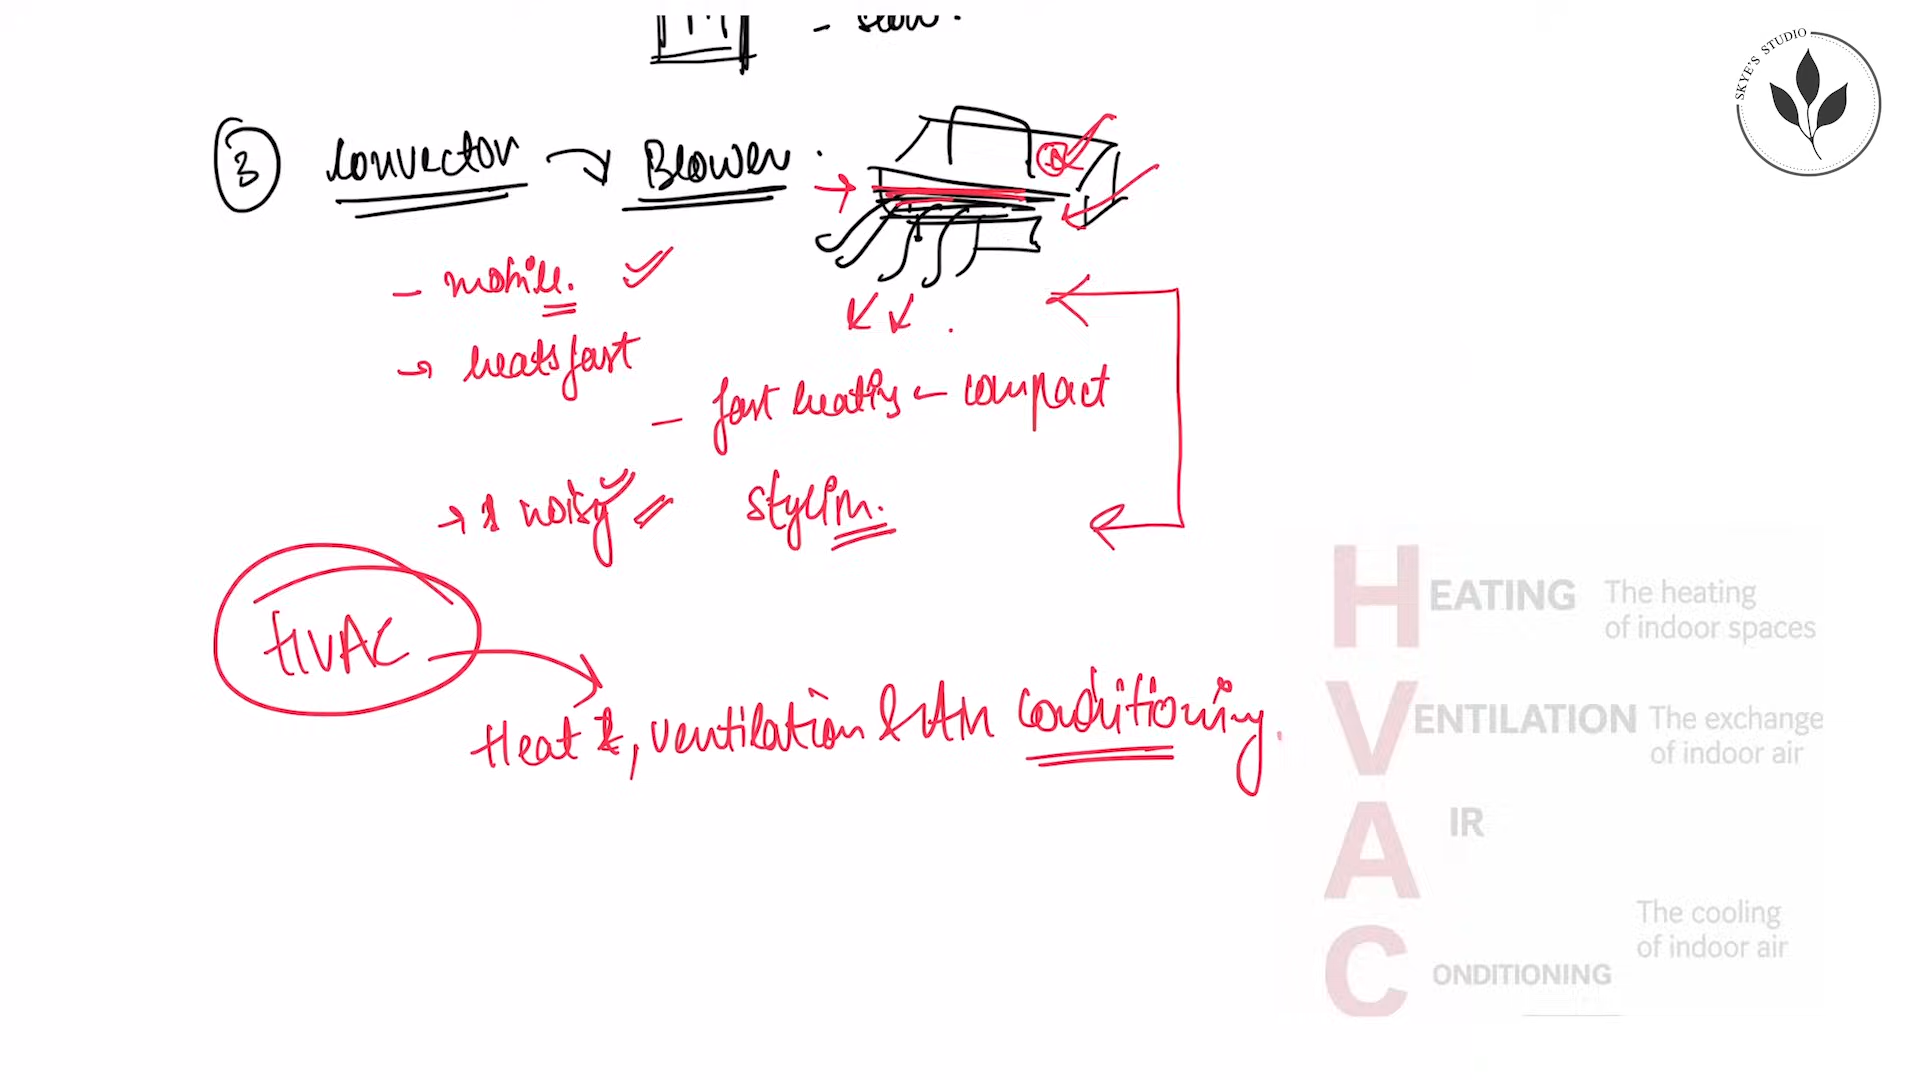 - slow.
3 Convector → Blower.
- mobile.
→ heats fast
- fast heating - compact
→ noisy
stylish.
HVAC
Heat, ventilation & Air conditioning.
SKYE'S STUDIO
HEATING The heating
of indoor spaces
VENTILATION The exchange
of indoor air
AIR
CONDITIONING The cooling
of indoor air